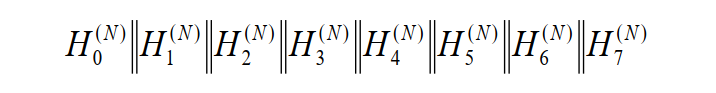 H_0^{(N)} ‖ H_1^{(N)} ‖ H_2^{(N)} ‖ H_3^{(N)} ‖ H_4^{(N)} ‖ H_5^{(N)} ‖ H_6^{(N)} ‖ H_7^{(N)}